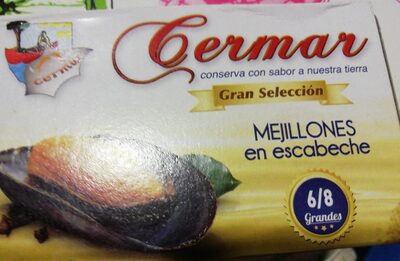 Cermar
conserva con sabor a nuestra tierra
Gran Selección
MEJILLONES
en escabeche
6/8
Grandes